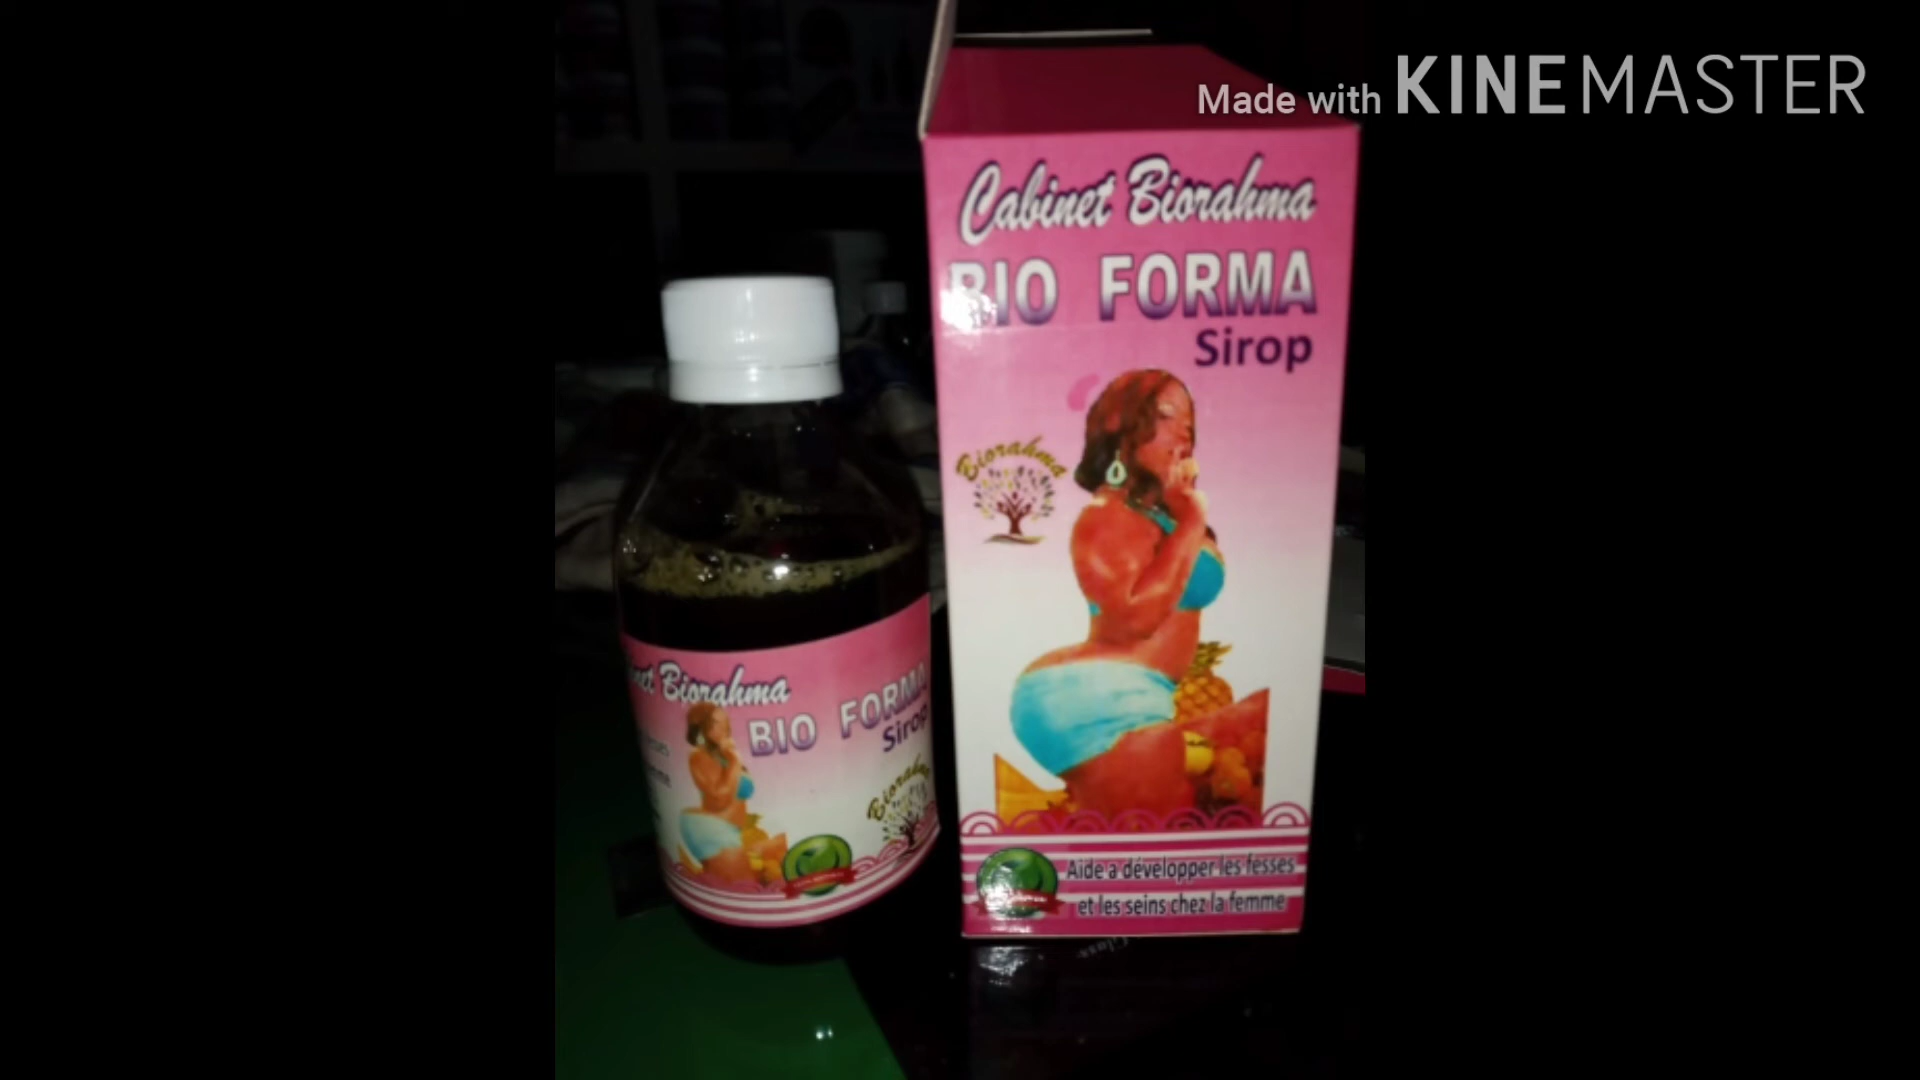 Made with KINEMASTER
Cabinet Biorahma
BIO FORMA
Sirop
Biorahma
Aide a développer les fesses
et les seins chez la femme
Biorahma
BIO FORMA
Sirop
Biorahma